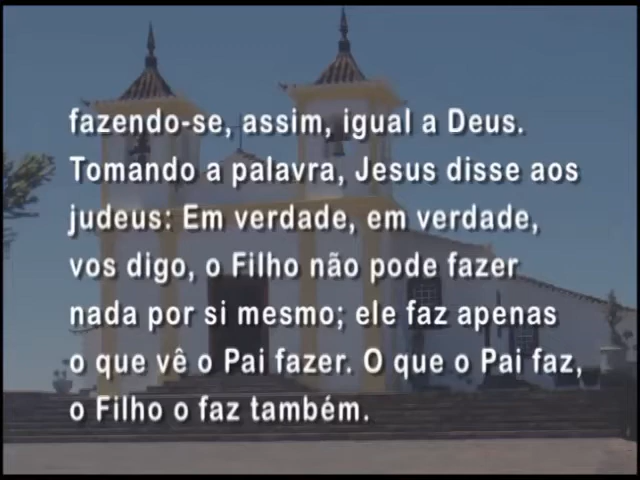 fazendo-se, assim, igual a Deus.
Tomando a palavra, Jesus disse aos
judeus: Em verdade, em verdade,
vos digo, o Filho não pode fazer
nada por si mesmo; ele faz apenas
o que vê o Pai fazer. O que o Pai faz,
o Filho o faz também.